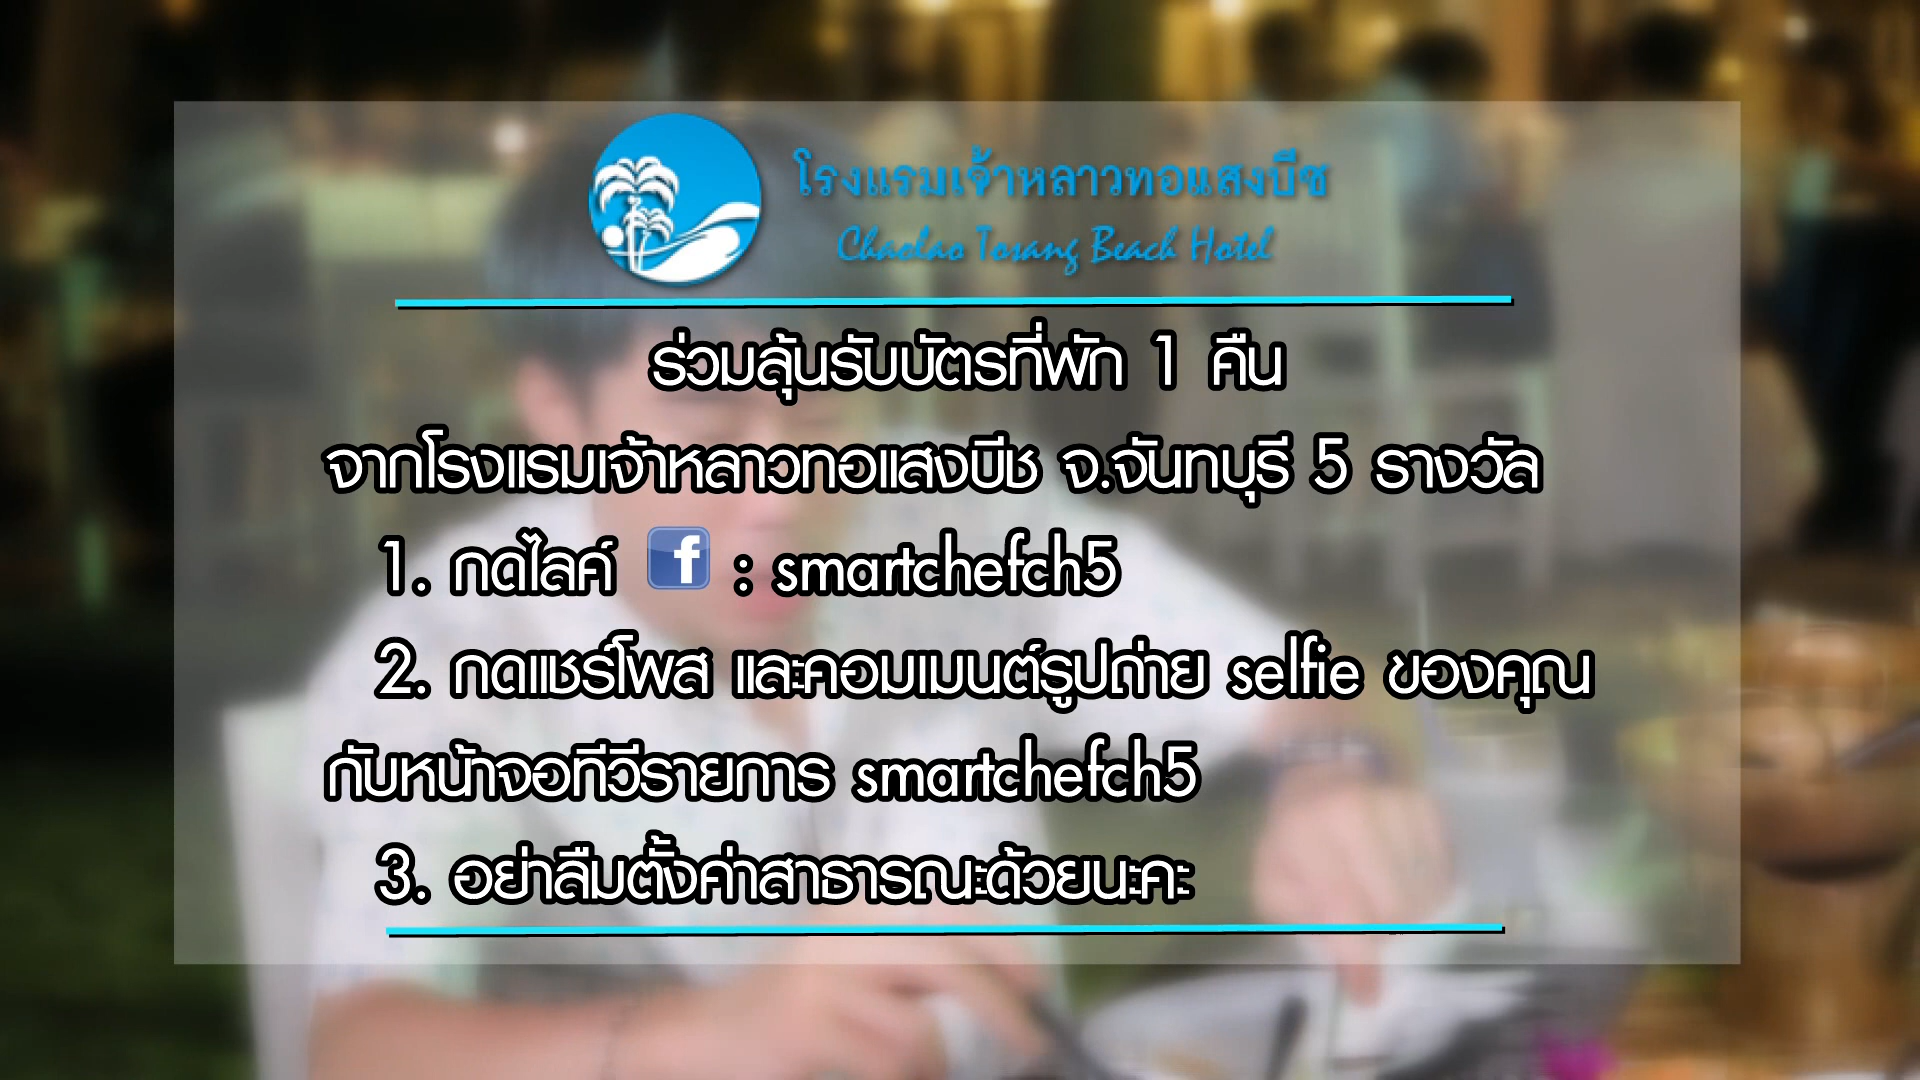 โรงแรมเจ้าหลาวทอแสงบีช
Chaolao Tosang Beach Hotel
ร่วมลุ้นรับบัตรที่พัก 1 คืน
จากโรงแรมเจ้าหลาวทอแสงบีช จ.จันทบุรี 5 รางวัล
1. กดไลค์ f : smartchefch5
2. กดแชร์โพส และคอมเมนต์รูปถ่าย selfie ของคุณ
กับหน้าจอทีวีรายการ smartchefch5
3. อย่าลืมตั้งค่าสาธารณะด้วยนะคะ